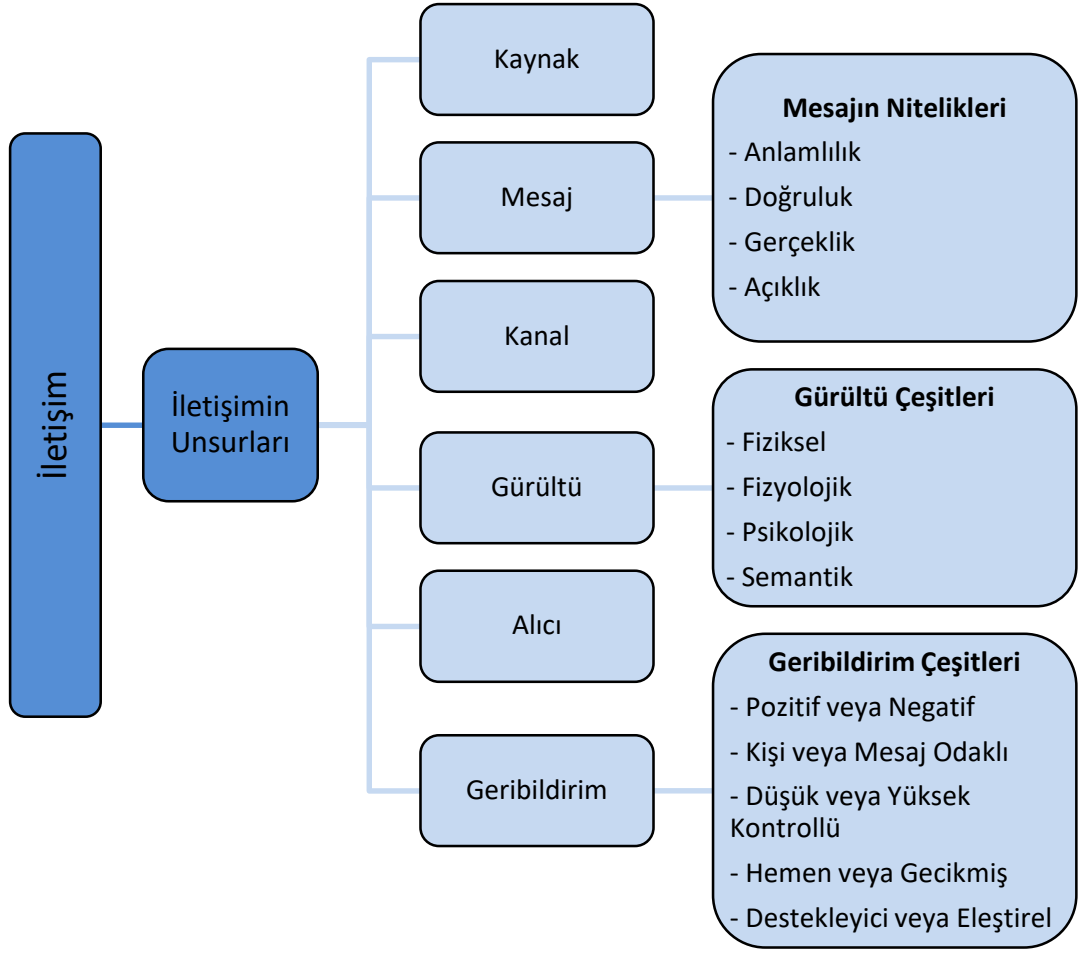 İletişim
İletişimin
Unsurları
Kaynak
Mesaj
Mesajın Nitelikleri
- Anlamlılık
- Doğruluk
- Gerçeklik
- Açıklık
Kanal
Gürültü
Gürültü Çeşitleri
- Fiziksel
- Fizyolojik
- Psikolojik
- Semantik
Alıcı
Geribildirim
Geribildirim Çeşitleri
- Pozitif veya Negatif
- Kişi veya Mesaj Odaklı
- Düşük veya Yüksek
Kontrollü
- Hemen veya Gecikmiş
- Destekleyici veya Eleştirel